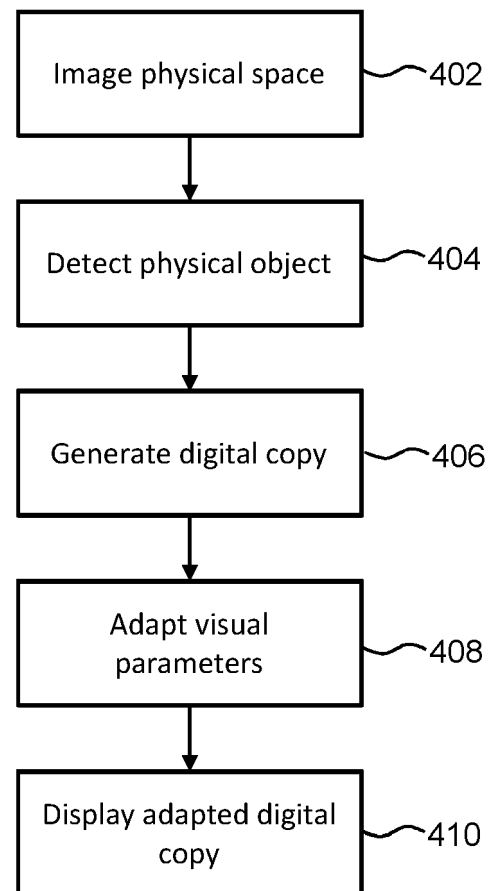 Image physical space
402
Detect physical object
404
Generate digital copy
406
Adapt visual
parameters
408
Display adapted digital
copy
410